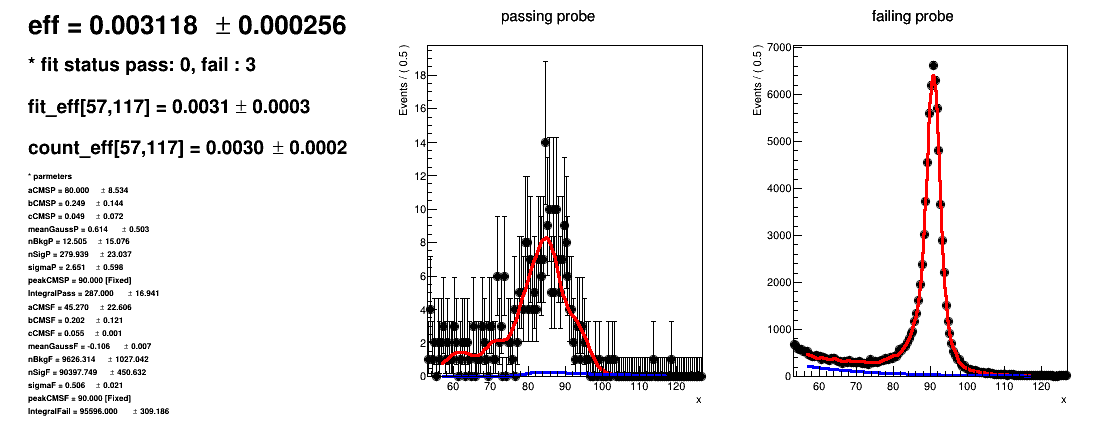 eff = 0.003118 ± 0.000256
* fit status pass: 0, fail : 3
fit_eff[57,117] = 0.0031 ± 0.0003
count_eff[57,117] = 0.0030 ± 0.0002
* parmeters
aCMSP = 80.000 ± 8.534
bCMSP = 0.249 ± 0.144
cCMSP = 0.049 ± 0.072
meanGaussP = 0.614 ± 0.503
nBkgP = 12.505 ± 15.076
nSigP = 279.939 ± 23.037
sigmaP = 2.651 ± 0.598
peakCMSP = 90.000 [Fixed]
IntegralPass = 287.000 ± 16.941
aCMSF = 45.270 ± 22.606
bCMSF = 0.202 ± 0.121
cCMSF = 0.055 ± 0.001
meanGaussF = -0.106 ± 0.007
nBkgF = 9626.314 ± 1027.042
nSigF = 90397.749 ± 450.632
sigmaF = 0.506 ± 0.021
peakCMSF = 90.000 [Fixed]
IntegralFail = 95596.000 ± 309.186
passing probe
Events / ( 0.5 )
18
16
14
12
10
8
6
4
2
0
60 70 80 90 100 110 120
x
failing probe
Events / ( 0.5 )
7000
6000
5000
4000
3000
2000
1000
0
60 70 80 90 100 110 120
x